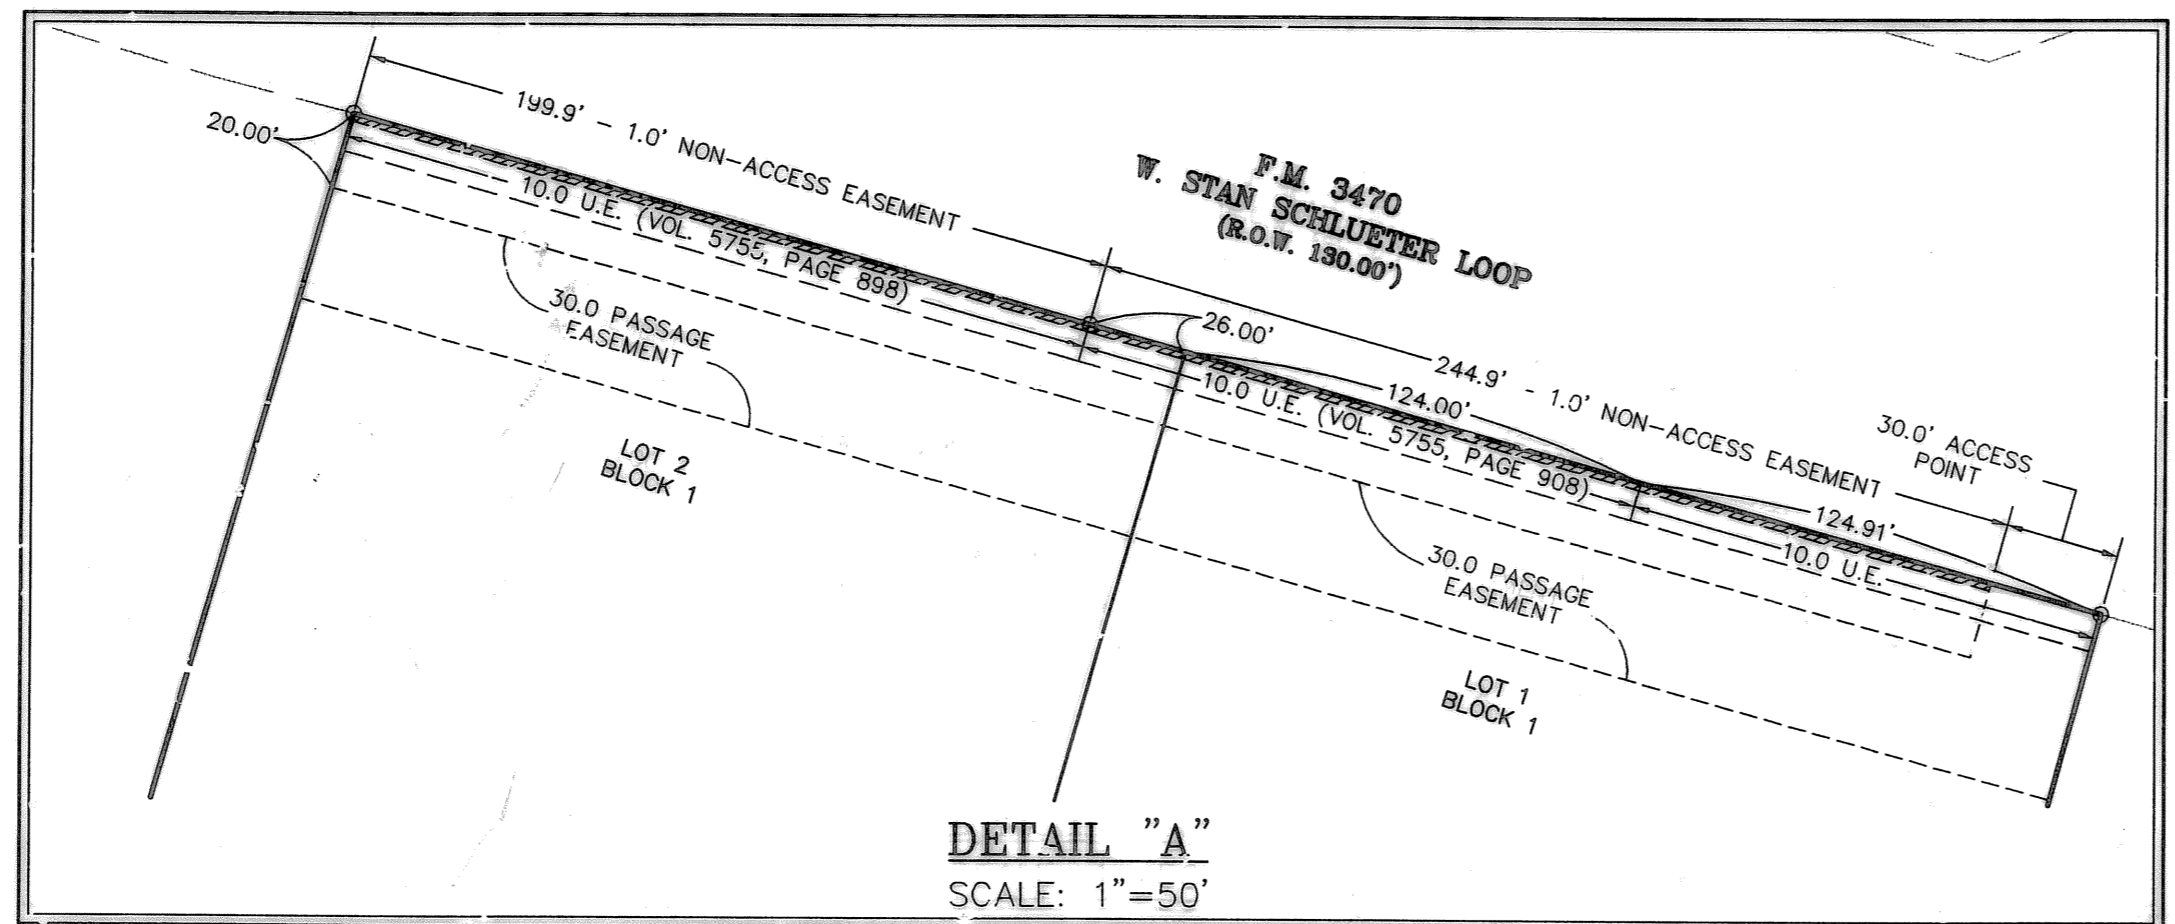 199.9' - 1.0' NON-ACCESS EASEMENT
20.00'
10.0 U.E. (VOL. 5755, PAGE 898)
F.M. 3470
W. STAN SCHLUETER LOOP
(R.O.W. 130.00')
30.0 PASSAGE
EASEMENT
26.00'
244.9' - 1.0' NON-ACCESS EASEMENT
124.00'
10.0 U.E. (VOL. 5755, PAGE 908)
30.0' ACCESS
POINT
LOT 2
BLOCK 1
124.91'
10.0 U.E.
30.0 PASSAGE
EASEMENT
LOT 1
BLOCK 1
DETAIL "A"
SCALE: 1"=50'